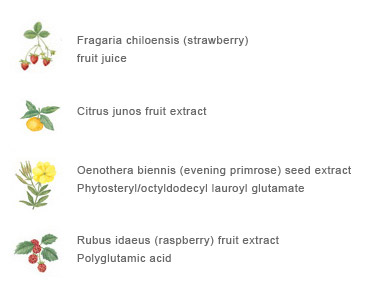 Fragaria chiloensis (strawberry)
fruit juice
Citrus junos fruit extract
Oenothera biennis (evening primrose) seed extract
Phytosteryl/octyldodecyl lauroyl glutamate
Rubus idaeus (raspberry) fruit extract
Polyglutamic acid